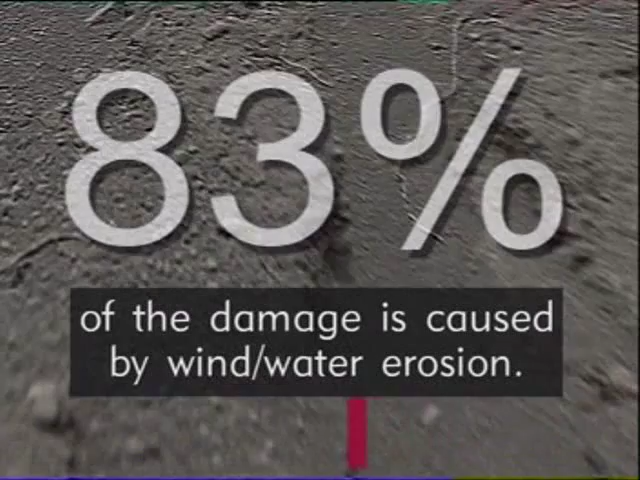 83%
of the damage is caused
by wind/water erosion.